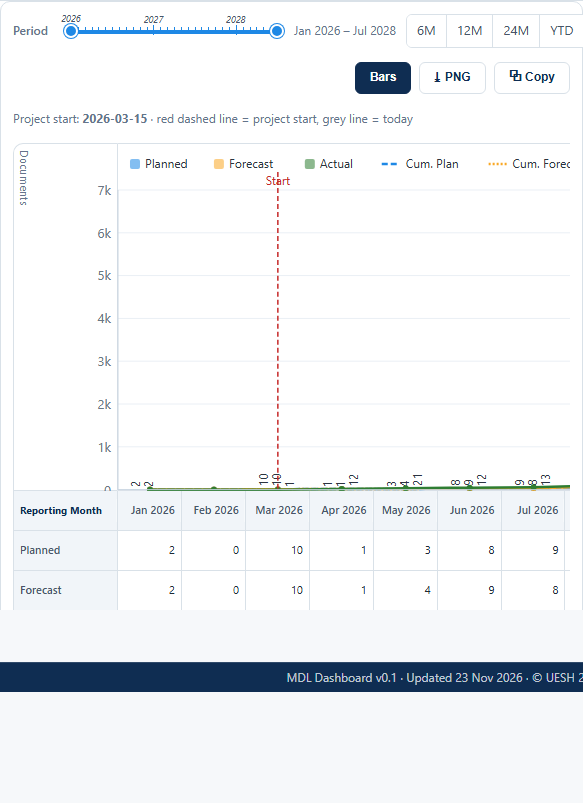 Period 2026 2027 2028 Jan 2026 – Jul 2028 6M 12M 24M YTD
Bars PNG Copy
Project start: 2026-03-15 · red dashed line = project start, grey line = today
Documents
Planned Forecast Actual Cum. Plan Cum. Forec
Start
7k
6k
5k
4k
3k
2k
1k
0
2 2 10 10 1 1 1 12 3 4 21 8 9 12 9 8 13
Reporting Month Jan 2026 Feb 2026 Mar 2026 Apr 2026 May 2026 Jun 2026 Jul 2026
Planned 2 0 10 1 3 8 9
Forecast 2 0 10 1 4 9 8
MDL Dashboard v0.1 · Updated 23 Nov 2026 · © UESH 2